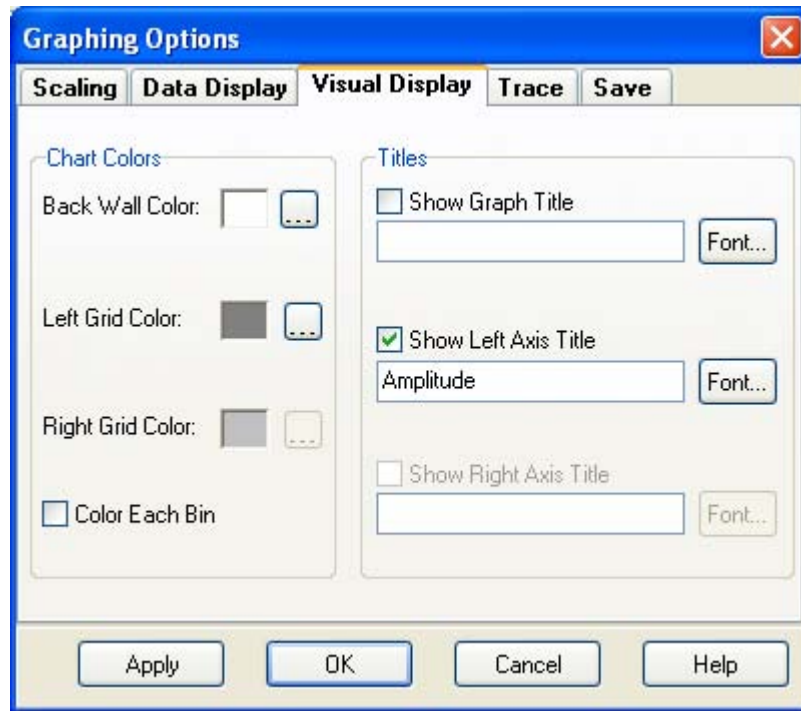 Graphing Options
Scaling Data Display Visual Display Trace Save
Chart Colors
Back Wall Color: ...
Left Grid Color: ...
Right Grid Color: ...
Color Each Bin
Titles
Show Graph Title
Font...
Show Left Axis Title
Amplitude Font...
Show Right Axis Title
Font...
Apply OK Cancel Help